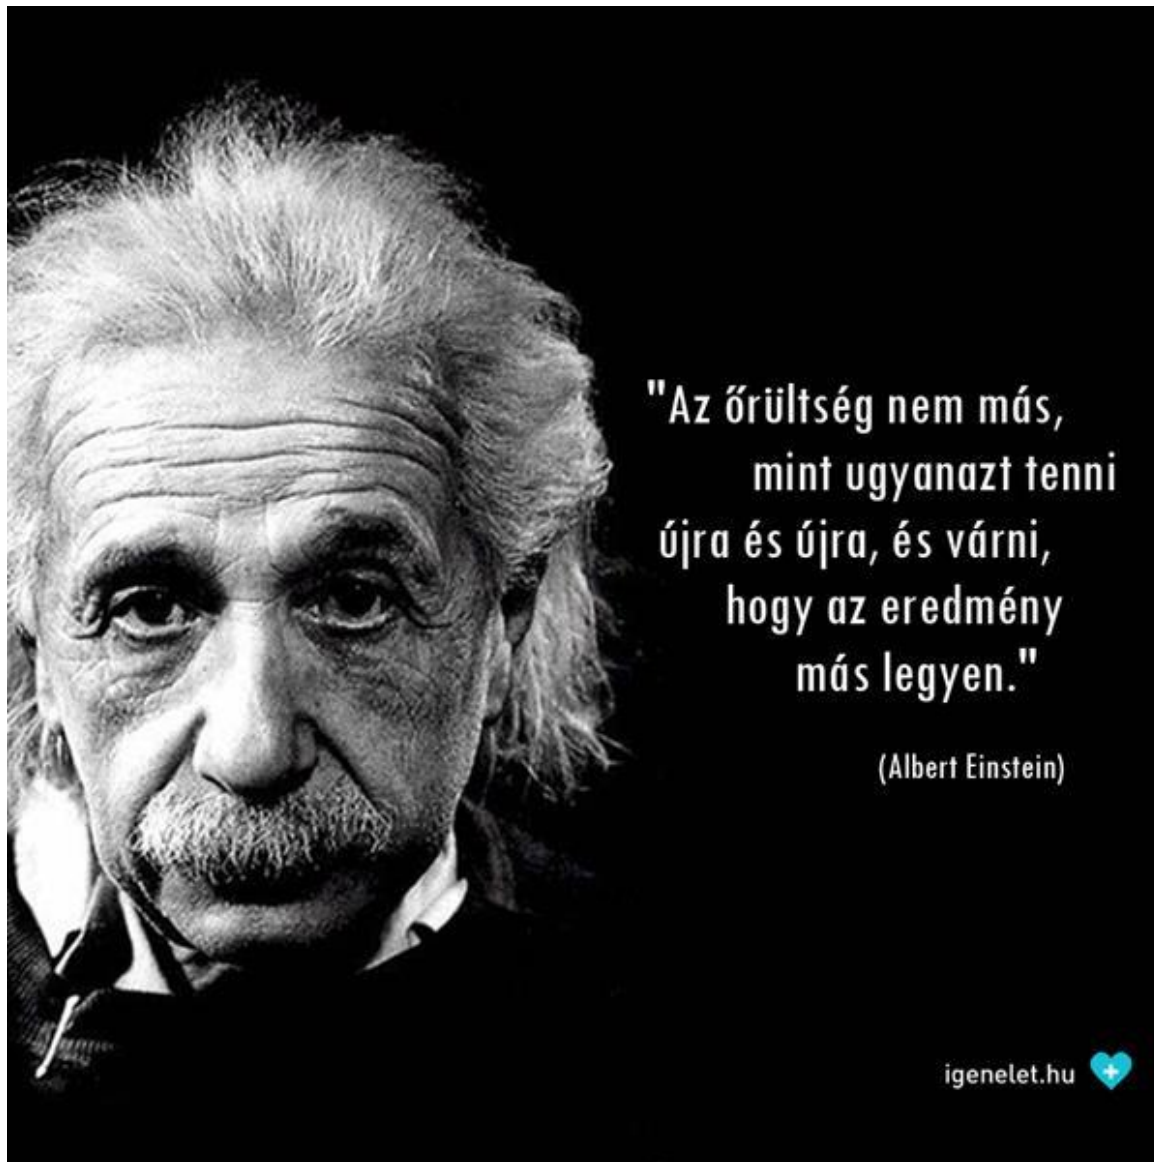 "Az őrültség nem más,
mint ugyanazt tenni
újra és újra, és várni,
hogy az eredmény
más legyen."
(Albert Einstein)
igenelet.hu